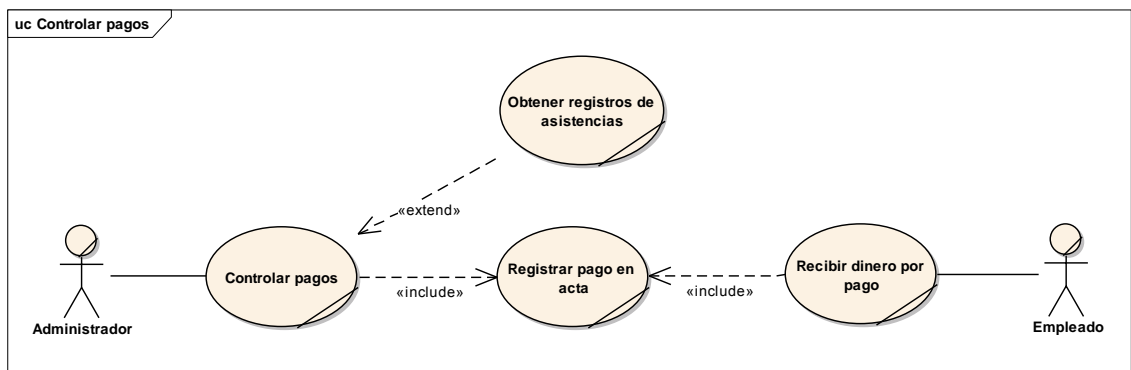 uc Controlar pagos
Obtener registros de
asistencias
«extend»
Controlar pagos
«include»
Registrar pago en
acta
«include»
Recibir dinero por
pago
Administrador
Empleado